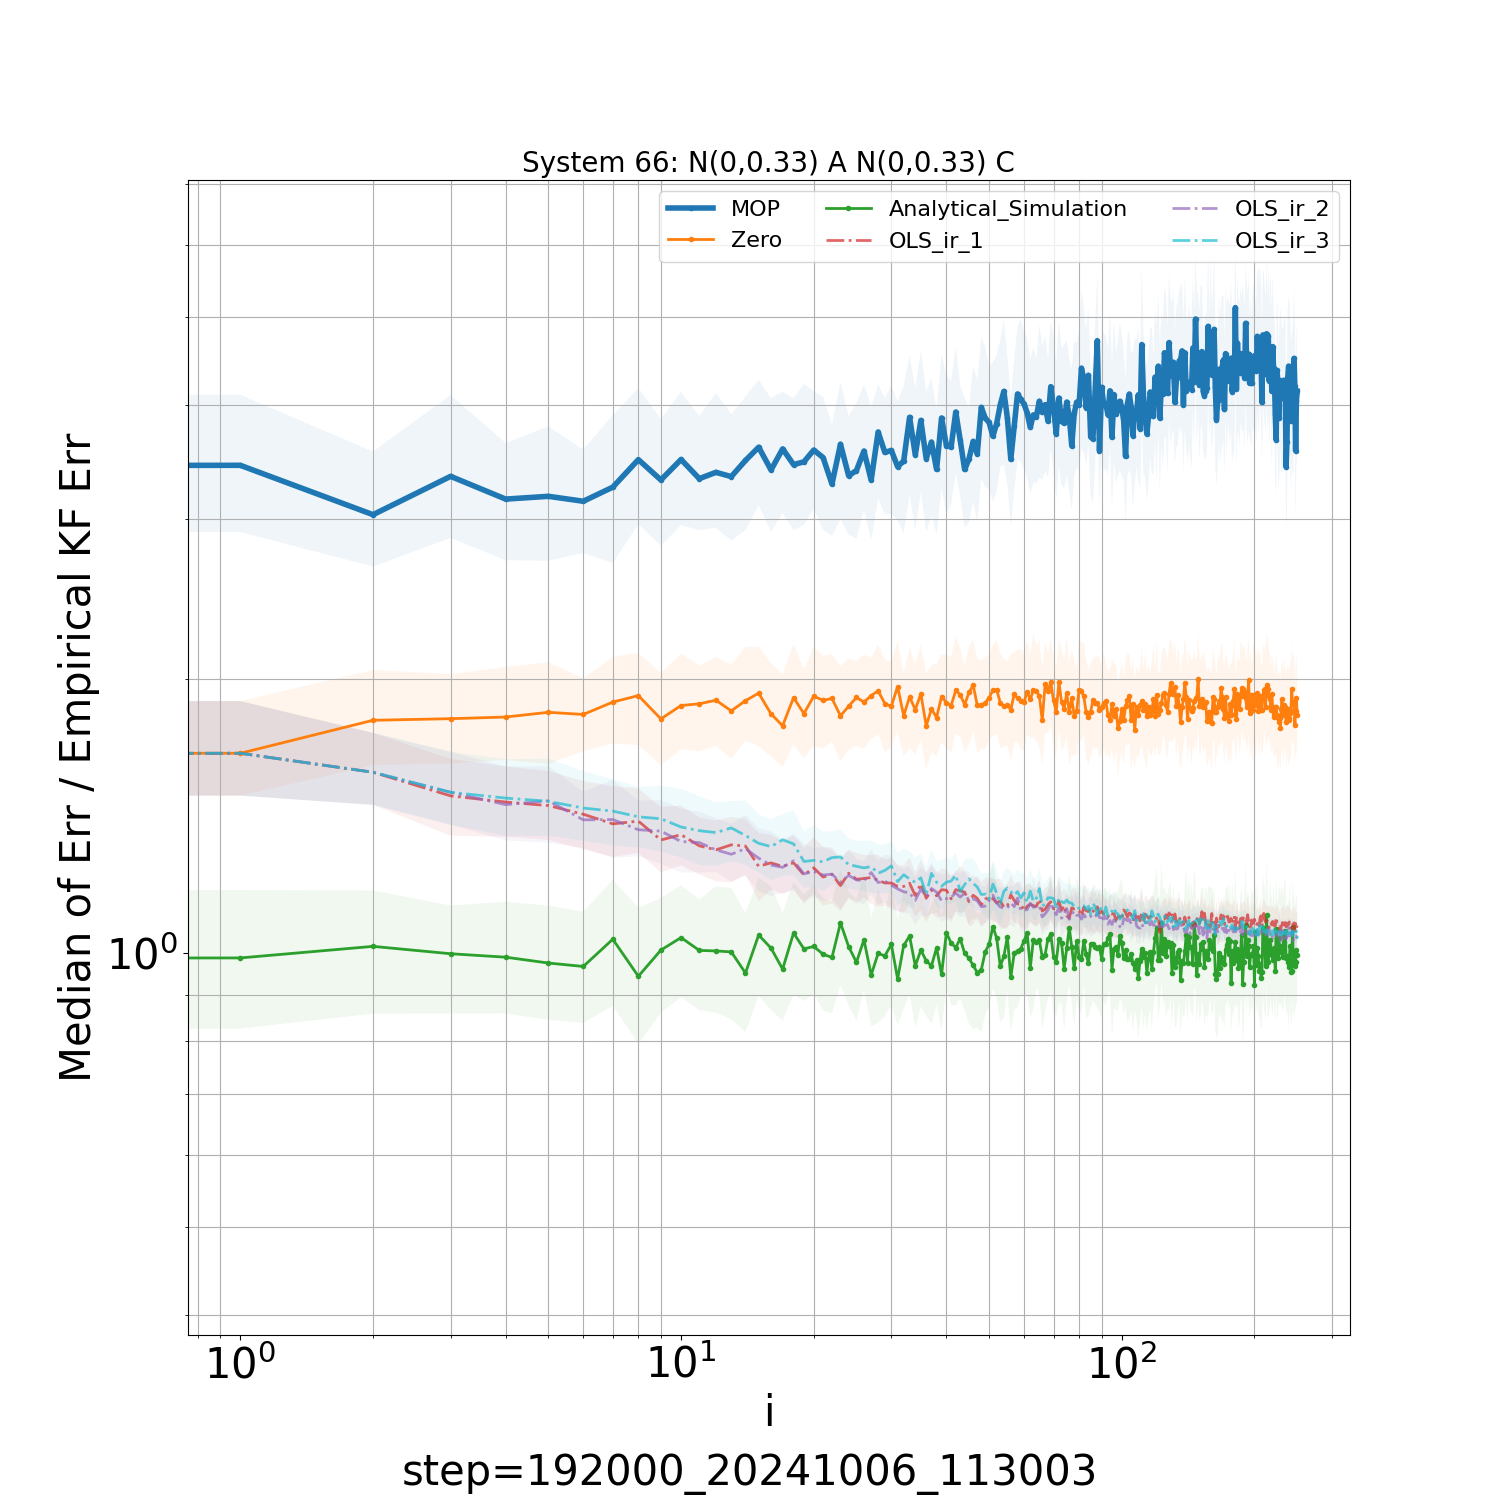 System 66: N(0,0.33) A N(0,0.33) C
MOP
Zero
Analytical_Simulation
OLS_ir_1
OLS_ir_2
OLS_ir_3
Median of Err / Empirical KF Err
10⁰
10⁰
10¹
10²
i
step=192000_20241006_113003